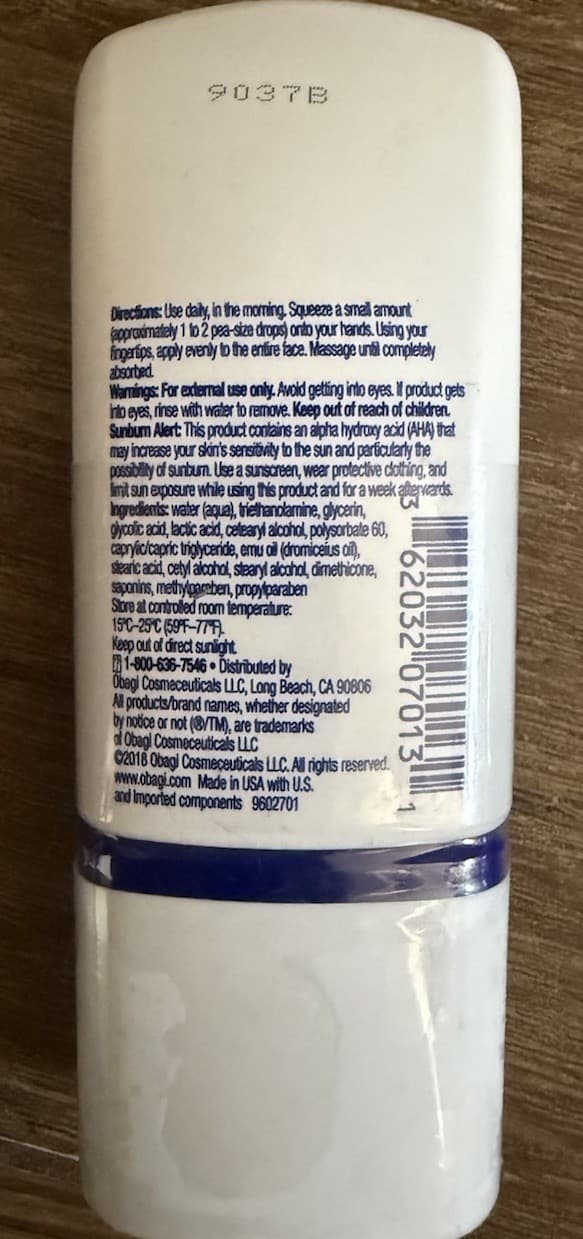 9037B
Directions: Use daily, in the morning. Squeeze a small amount
(approximately 1 to 2 pea-size drops) onto your hands. Using your
fingertips, apply evenly to the entire face. Massage until completely
absorbed.
Warnings: For external use only. Avoid getting into eyes. If product gets
into eyes, rinse with water to remove. Keep out of reach of children.
Sunburn Alert: This product contains an alpha hydroxy acid (AHA) that
may increase your skin's sensitivity to the sun and particularly the
possibility of sunburn. Use a sunscreen, wear protective clothing, and
limit sun exposure while using this product and for a week afterwards.
Ingredients: water (aqua), triethanolamine, glycerin,
glycolic acid, lactic acid, cetearyl alcohol, polysorbate 60,
caprylic/capric triglyceride, emu oil (dromiceius oil),
stearic acid, cetyl alcohol, stearyl alcohol, dimethicone,
saponins, methylparaben, propylparaben
Store at controlled room temperature:
15°C–25°C (59°F–77°F).
Keep out of direct sunlight.
1-800-636-7546 • Distributed by
Obagi Cosmeceuticals LLC, Long Beach, CA 90806
All products/brand names, whether designated
by notice or not (®/TM), are trademarks
of Obagi Cosmeceuticals LLC
©2018 Obagi Cosmeceuticals LLC. All rights reserved.
www.obagi.com Made in USA with U.S.
and Imported components 9602701
3 62032 07013 1